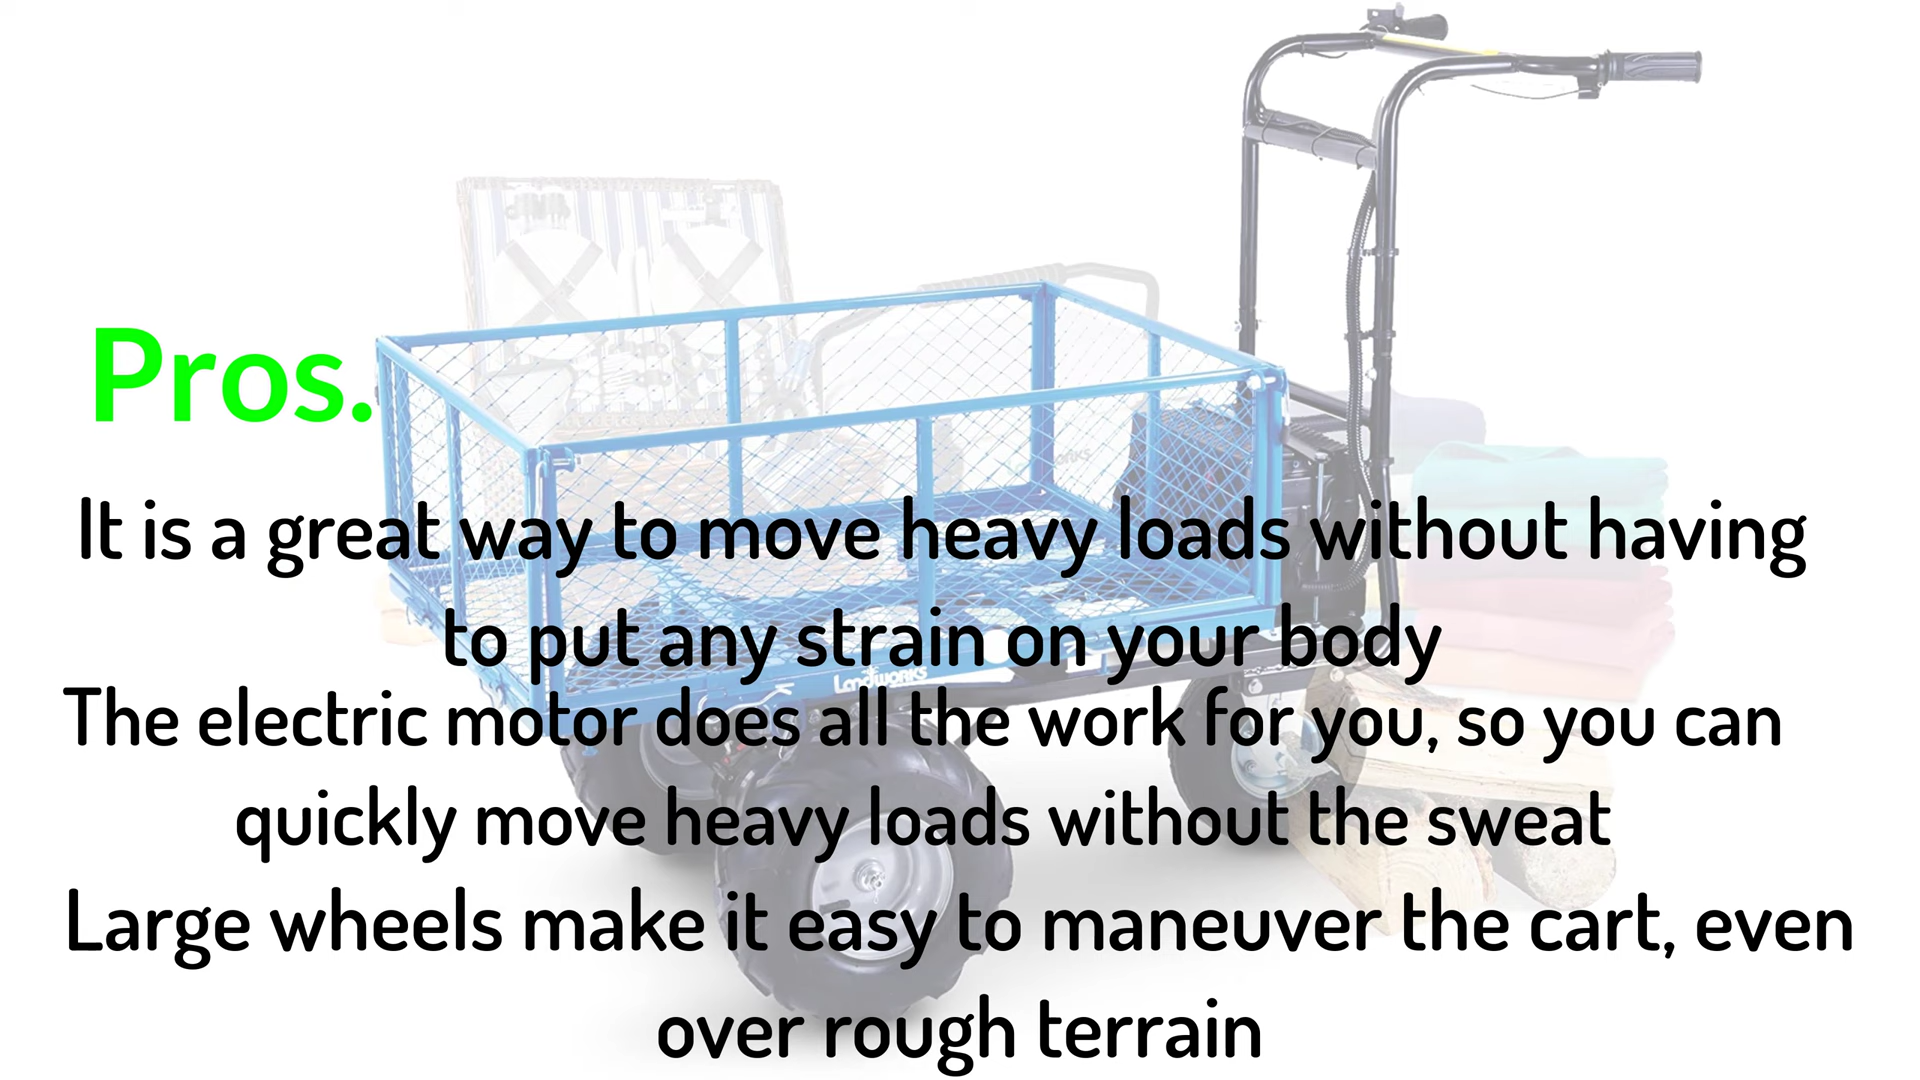 Pros.
It is a great way to move heavy loads without having
to put any strain on your body
Landworks
The electric motor does all the work for you, so you can
quickly move heavy loads without the sweat
Large wheels make it easy to maneuver the cart, even
over rough terrain